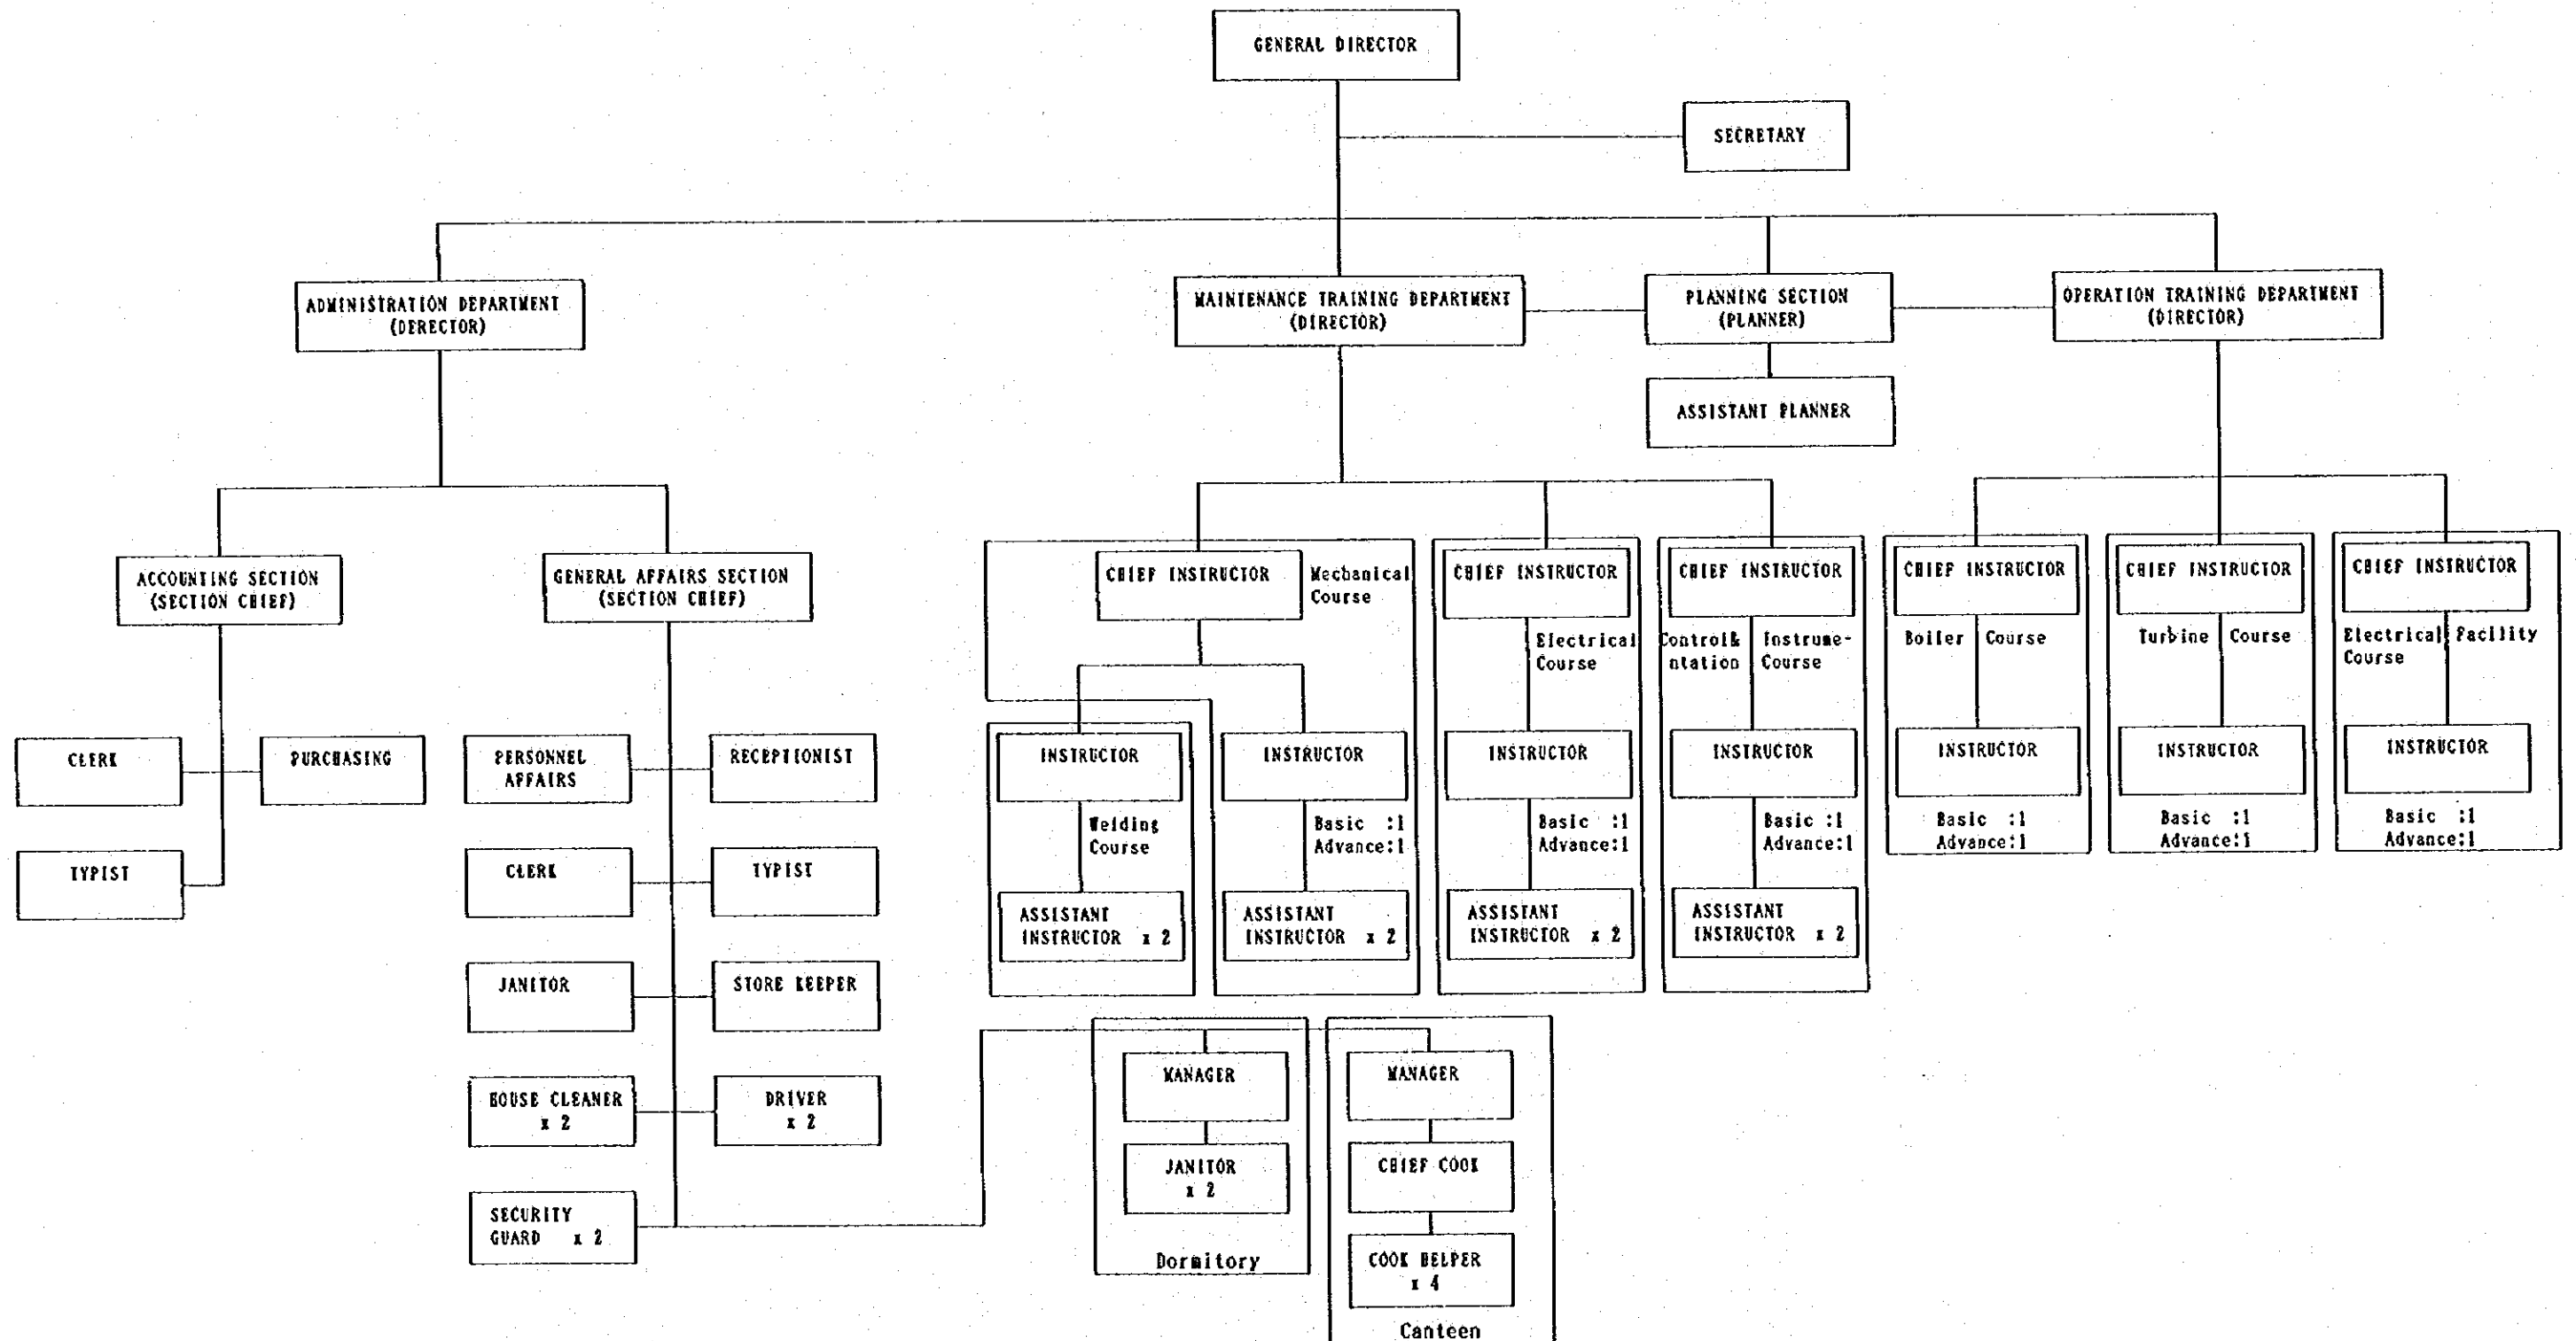 GENERAL DIRECTOR
SECRETARY
ADMINISTRATION DEPARTMENT
(DERECTOR)
MAINTENANCE TRAINING DEPARTMENT
(DIRECTOR)
PLANNING SECTION
(PLANNER)
OPERATION TRAINING DEPARTMENT
(DIRECTOR)
ASSISTANT PLANNER
ACCOUNTING SECTION
(SECTION CHIEF)
GENERAL AFFAIRS SECTION
(SECTION CHIEF)
CLERK
PURCHASING
TYPIST
PERSONNEL
AFFAIRS
RECEPTIONIST
CLERK
TYPIST
JANITOR
STORE KEEPER
HOUSE CLEANER
x 2
DRIVER
x 2
SECURITY
GUARD x 2
CHIEF INSTRUCTOR
Mechanical
Course
INSTRUCTOR
Welding
Course
ASSISTANT
INSTRUCTOR x 2
INSTRUCTOR
Basic :1
Advance:1
ASSISTANT
INSTRUCTOR x 2
CHIEF INSTRUCTOR
Electrical
Course
INSTRUCTOR
Basic :1
Advance:1
ASSISTANT
INSTRUCTOR x 2
CHIEF INSTRUCTOR
Control& Instrume-
ntation Course
INSTRUCTOR
Basic :1
Advance:1
ASSISTANT
INSTRUCTOR x 2
CHIEF INSTRUCTOR
Boiler Course
INSTRUCTOR
Basic :1
Advance:1
CHIEF INSTRUCTOR
Turbine Course
INSTRUCTOR
Basic :1
Advance:1
CHIEF INSTRUCTOR
Electrical Facility
Course
INSTRUCTOR
Basic :1
Advance:1
MANAGER
JANITOR
x 2
Dormitory
MANAGER
CHIEF COOK
COOK HELPER
x 4
Canteen